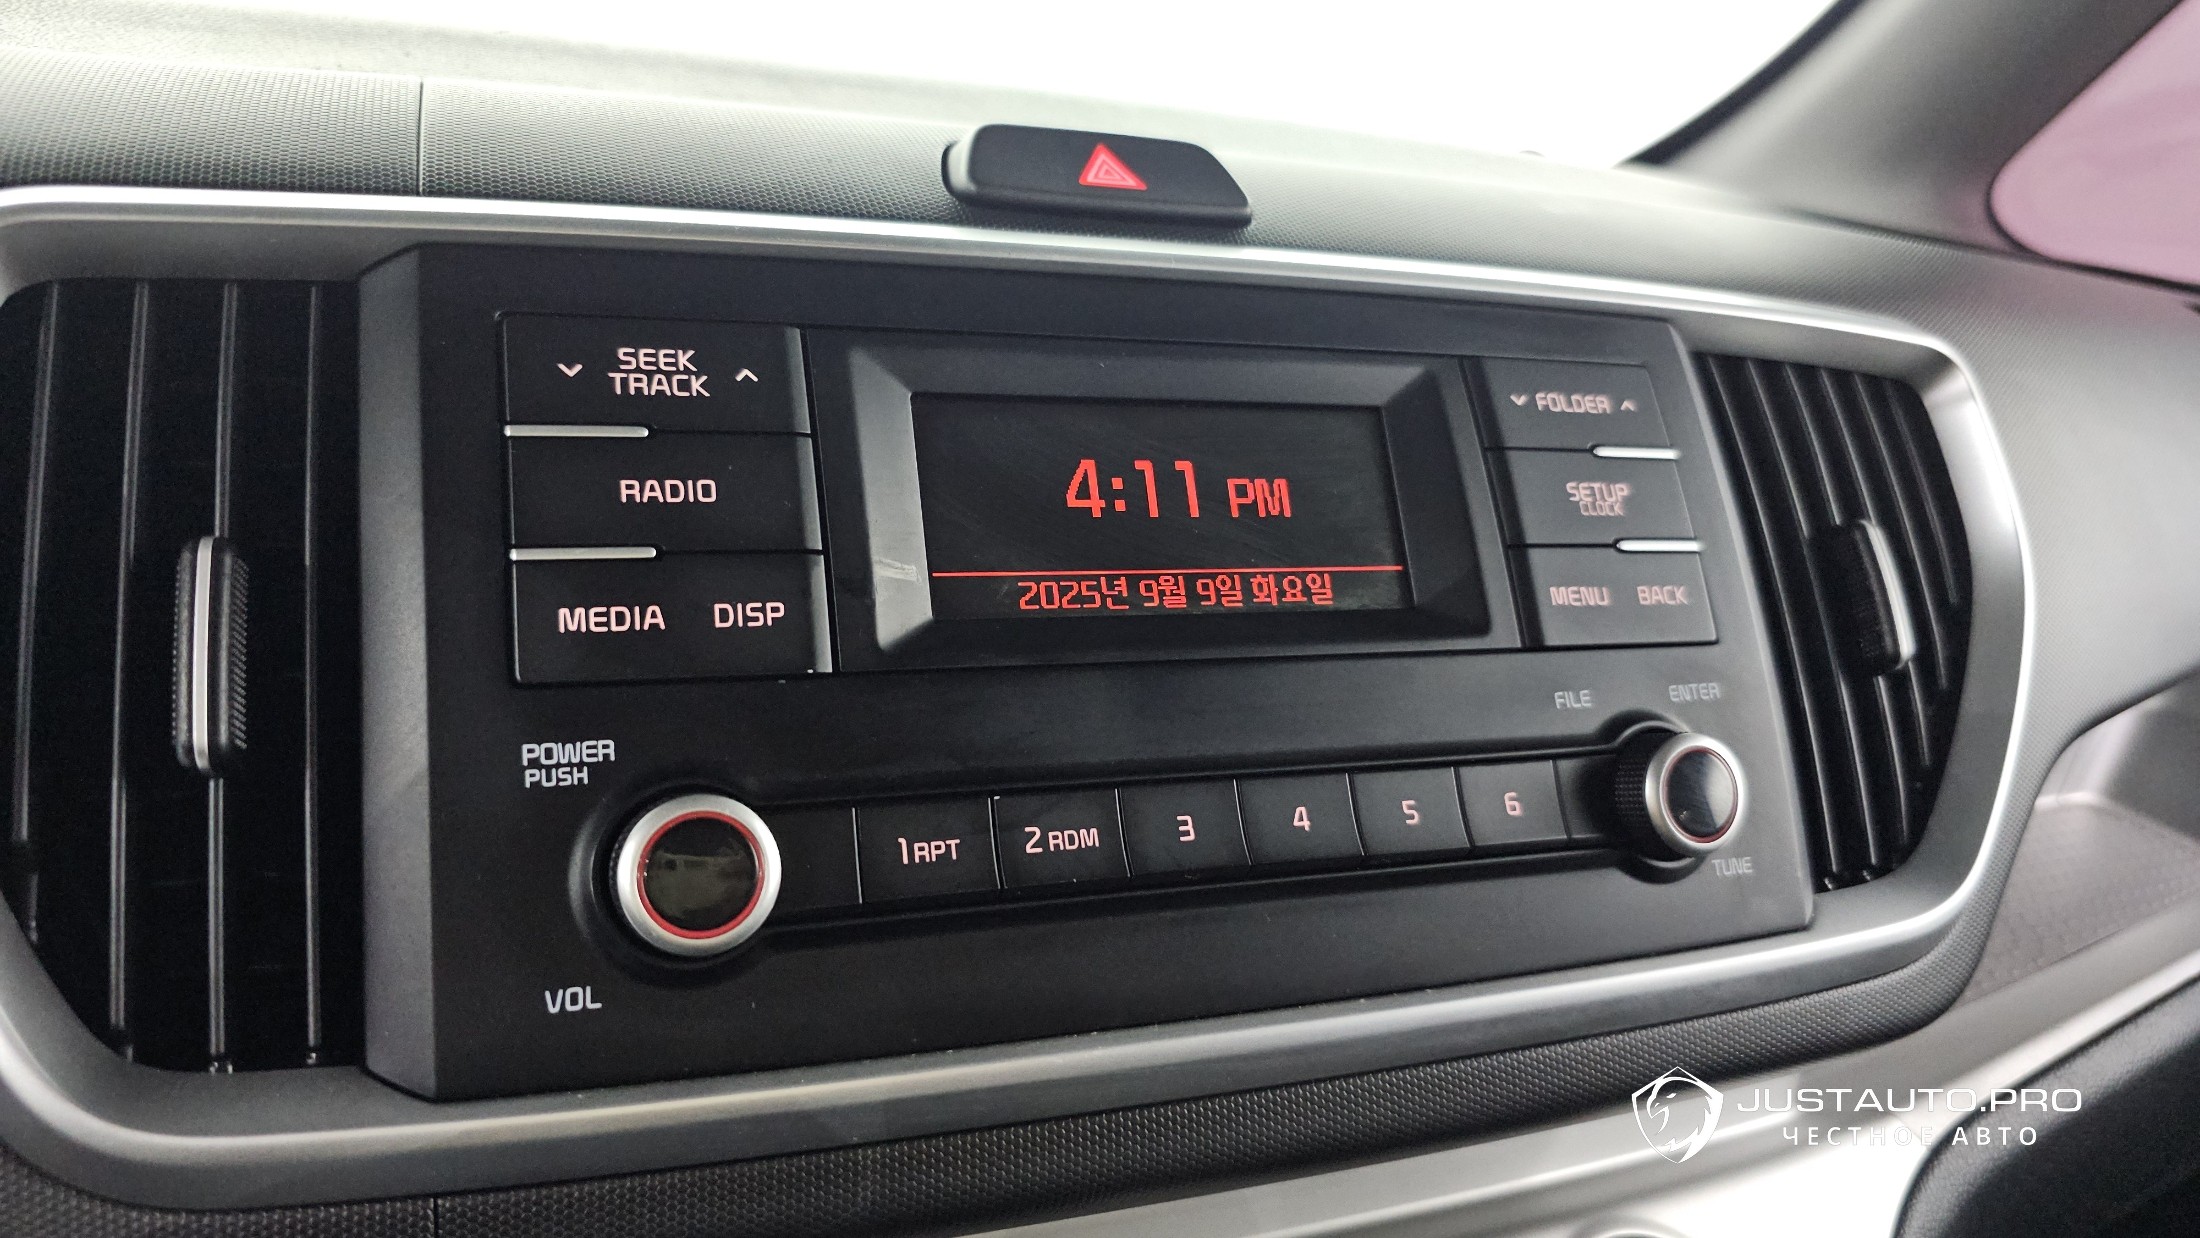 SEEK
TRACK
RADIO
MEDIA DISP
4:11 PM
2025년 9월 9일 화요일
FOLDER
SETUP
CLOCK
MENU BACK
FILE ENTER
POWER
PUSH
1 RPT 2 RDM 3 4 5 6
TUNE
VOL
JUSTAUTO.PRO
ЧЕСТНОЕ АВТО